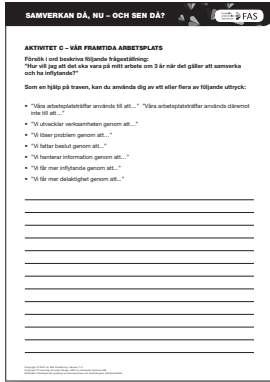 SAMVERKAN DÅ, NU – OCH SEN DÅ?
FAS
AKTIVITET C – VÅR FRAMTIDA ARBETSPLATS
Försök i ord beskriva följande frågeställning:
"Hur vill jag att det ska vara på mitt arbete om 3 år när det gäller att samverka
och ha inflytande?"
Som en hjälp på traven, kan du använda dig av ett eller flera av följande uttryck:
• "Våra arbetsplatsträffar använde till att..." "Våra arbetsplatsträffar användes däremot
inte till att..."
• "Vi utvecklar verksamheten genom att..."
• "Vi löser problem genom att..."
• "Vi fattar beslut genom att..."
• "Vi hanterar information genom att..."
• "Vi får mer inflytande genom att..."
• "Vi får mer delaktighet genom att..."